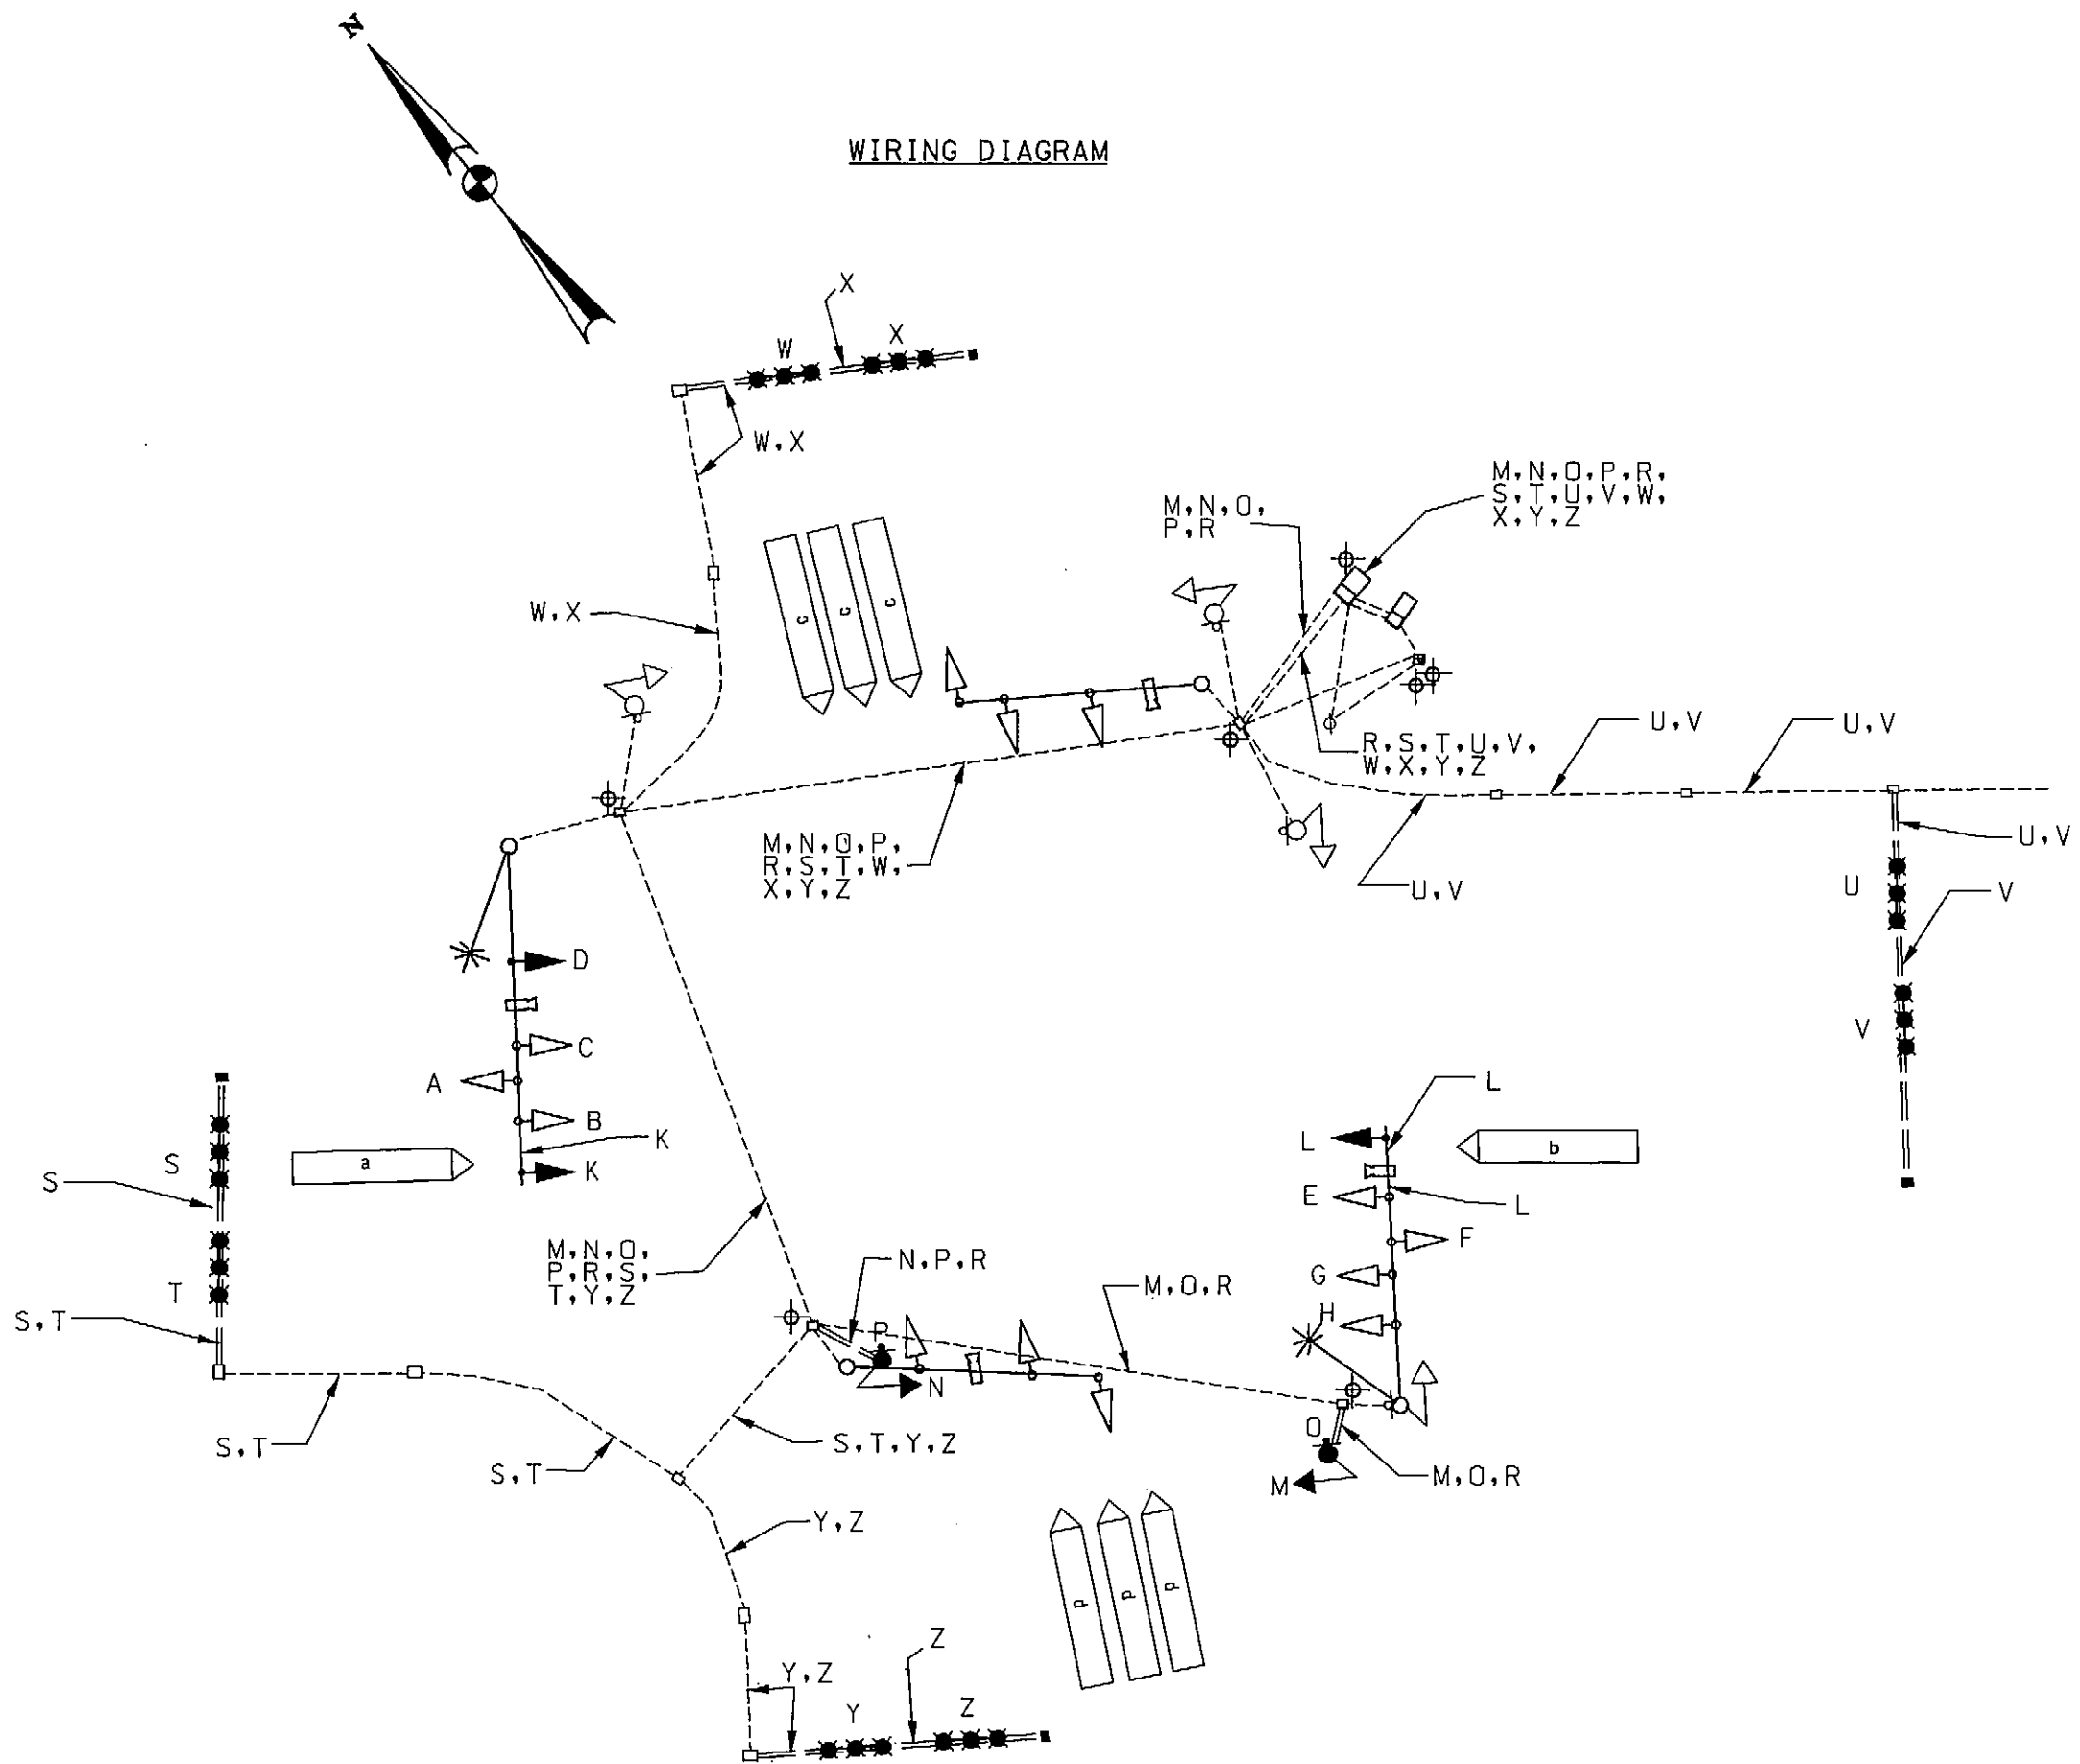 N
WIRING DIAGRAM
X
W
X
W,X
M,N,O,P,R,
S,T,U,V,W,
X,Y,Z
M,N,O,
P,R
W,X
c
c
c
R,S,T,U,V,
W,X,Y,Z
U,V
U,V
M,N,O,P,
R,S,T,W,
X,Y,Z
U,V
U,V
U
V
D
C
A
B
V
K
K
L
L
a
b
S
S
E
L
F
G
H
M,N,O,
P,R,S,
T,Y,Z
N,P,R
M,O,R
T
S,T
P
N
O
S,T
S,T,Y,Z
S,T
M
M,O,R
Y,Z
d
d
d
Z
Y,Z
Y
Z